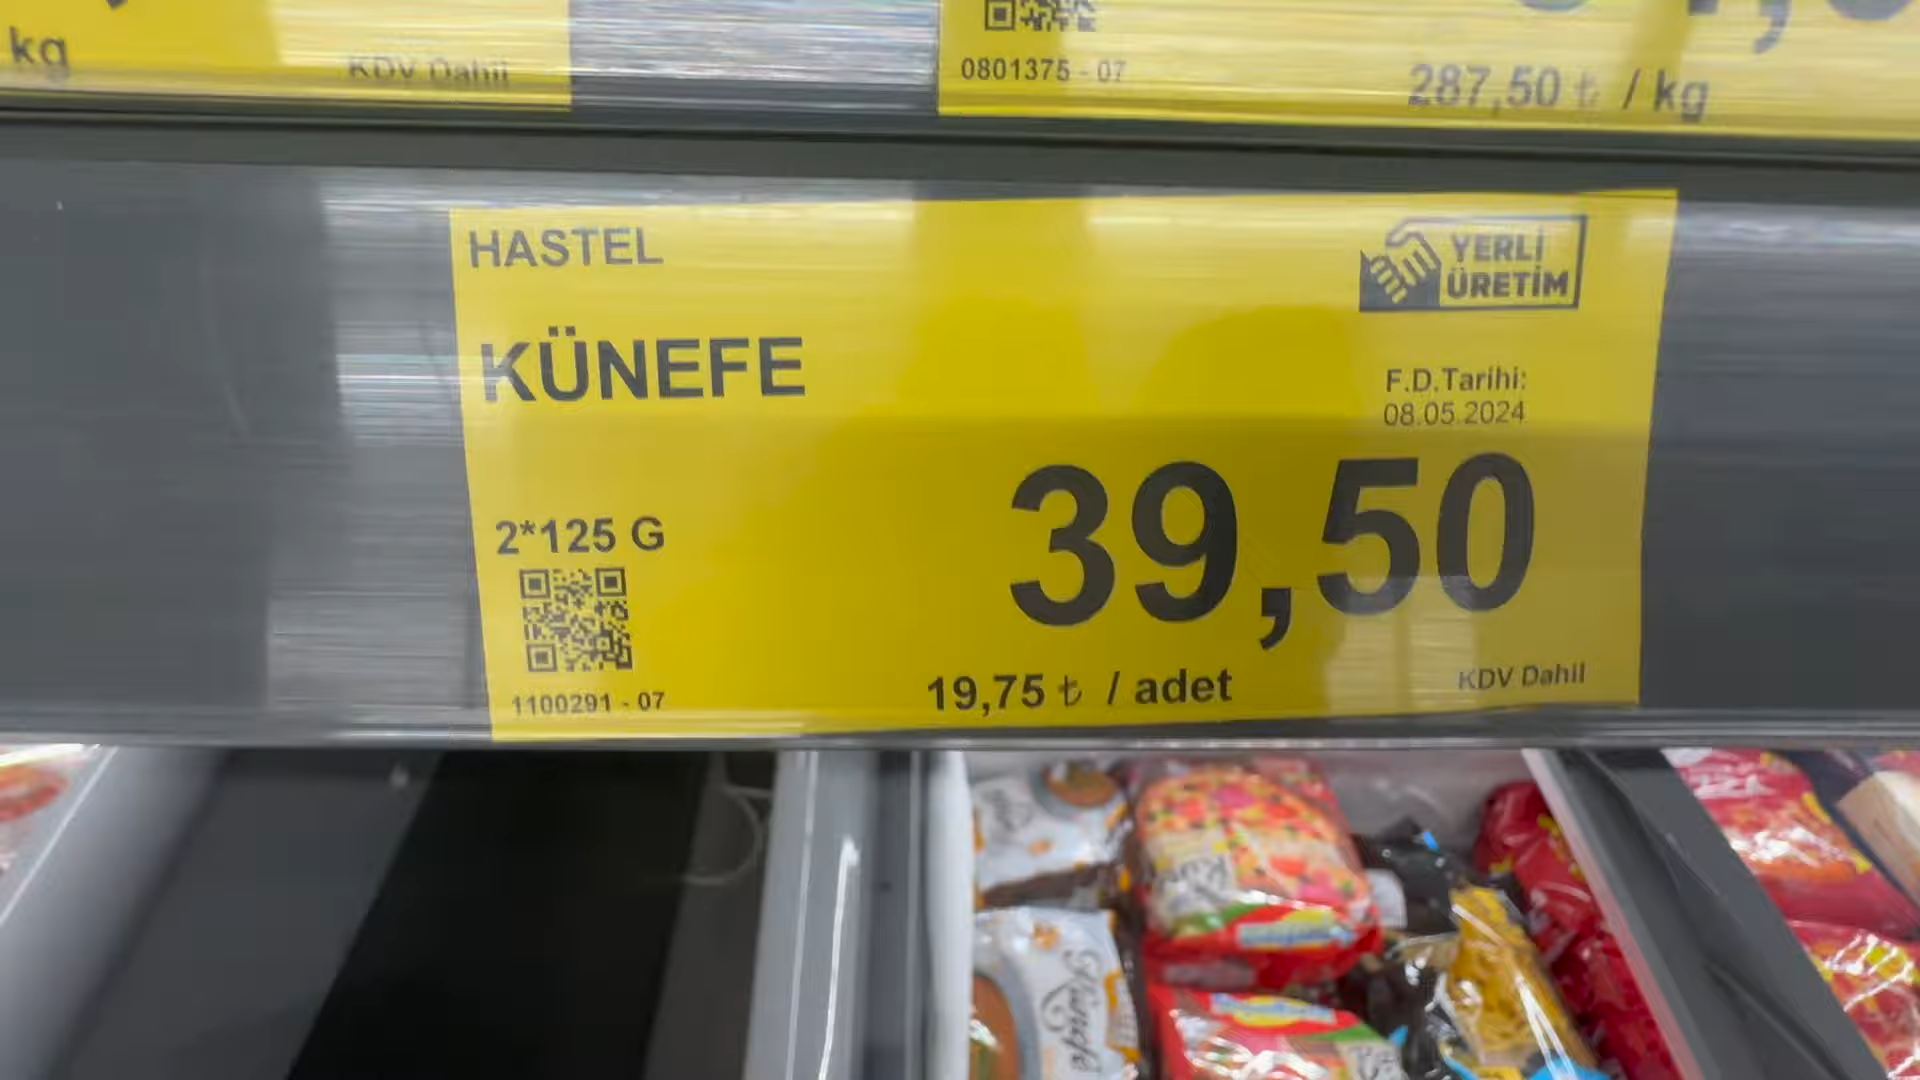 kg
KDV Dahil
0801375 - 07
287,50 ₺ / kg
HASTEL
YERLİ
ÜRETİM
KÜNEFE
F.D.Tarihi:
08.05.2024
39,50
2*125 G
1100291 - 07
19,75 ₺ / adet
KDV Dahil
Künefe